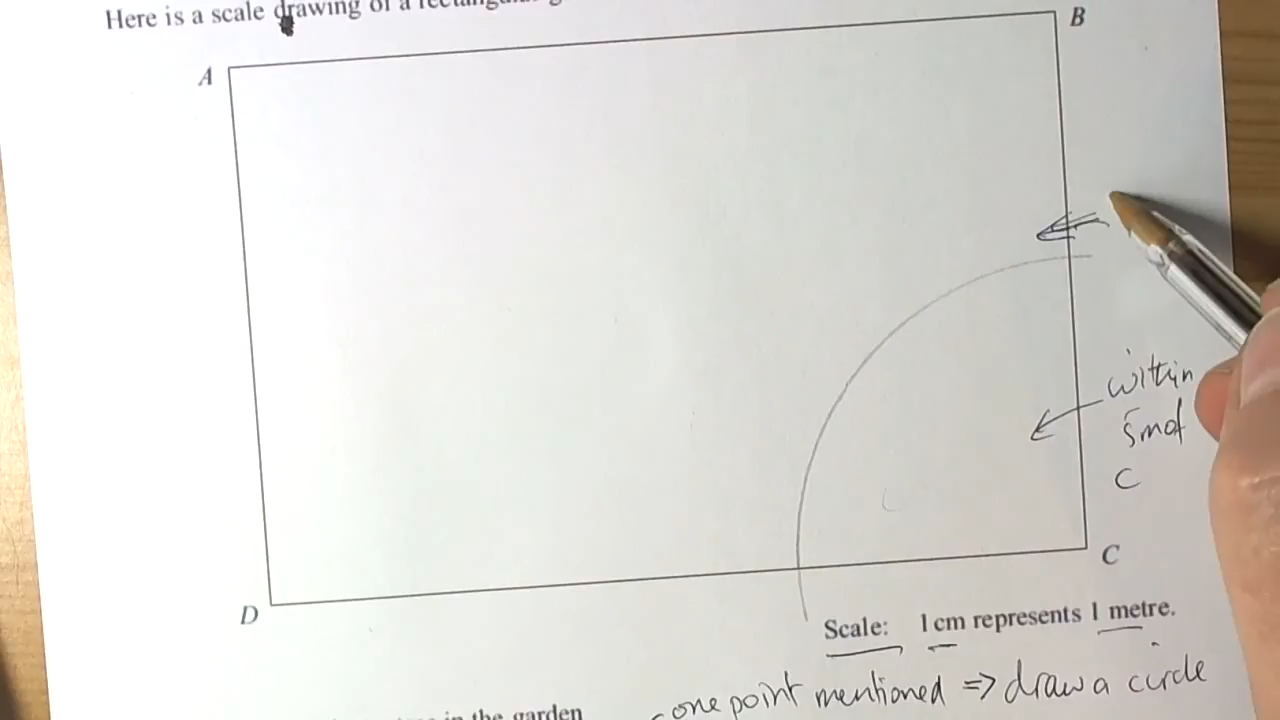 Here is a scale drawing of a rectangular
B
A
within
5m of
C
C
D
Scale: 1 cm represents 1 metre.
one point mentioned => draw a circle
in the garden